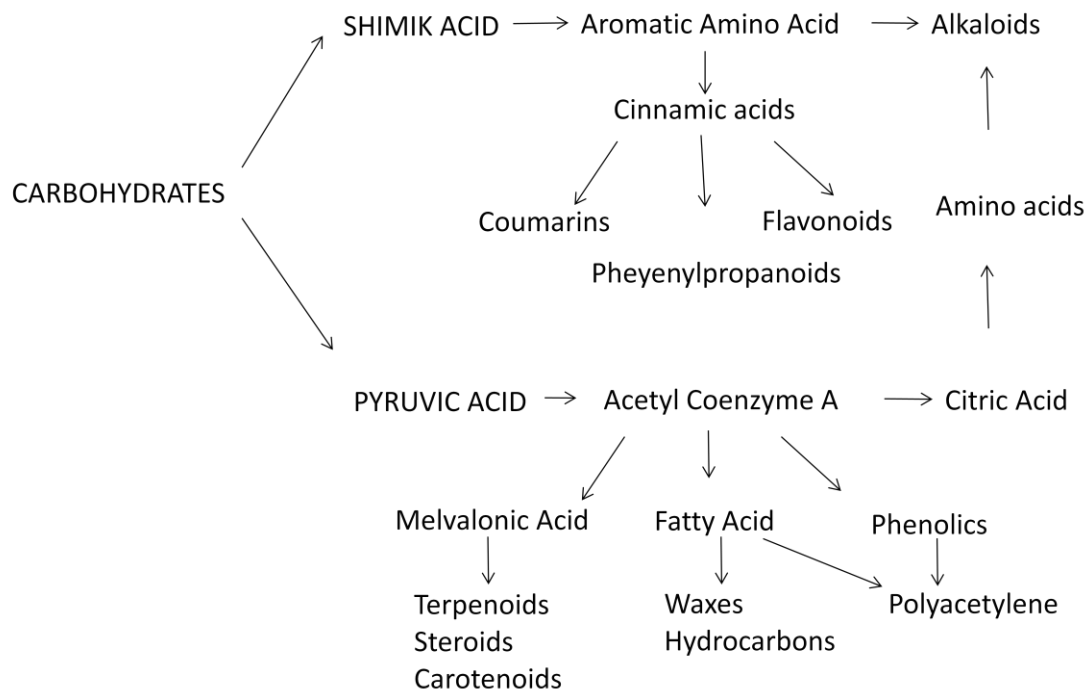 SHIMIK ACID
Aromatic Amino Acid
Alkaloids
Cinnamic acids
CARBOHYDRATES
Coumarins
Flavonoids
Amino acids
Pheyenylpropanoids
PYRUVIC ACID
Acetyl Coenzyme A
Citric Acid
Melvalonic Acid
Fatty Acid
Phenolics
Terpenoids
Steroids
Carotenoids
Waxes
Hydrocarbons
Polyacetylene